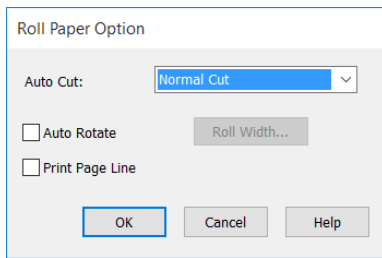 Roll Paper Option
Auto Cut: Normal Cut
Auto Rotate Roll Width...
Print Page Line
OK Cancel Help